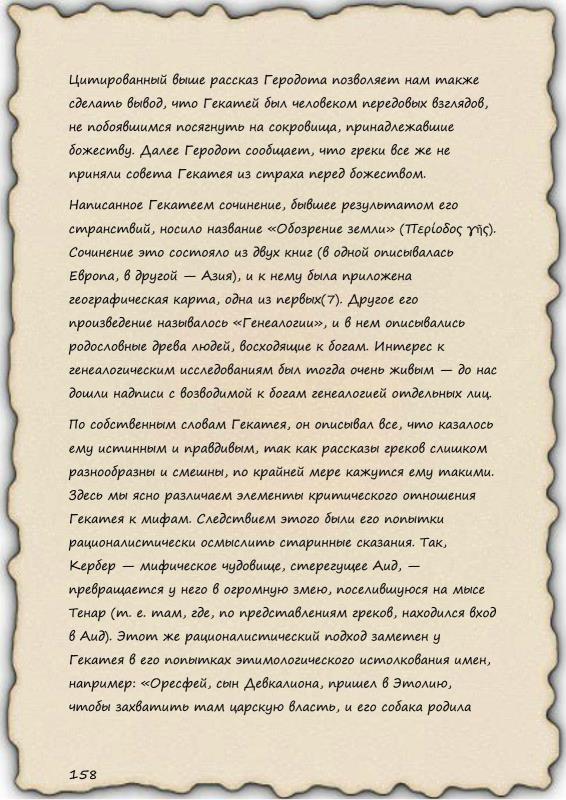 Цитированный выше рассказ Геродота позволяет нам также
сделать вывод, что Гекатей был человеком передовых взглядов,
не побоявшимся посягнуть на сокровища, принадлежавшие
божеству. Далее Геродот сообщает, что греки все же не
приняли совета Гекатея из страха перед божеством.
Написанное Гекатеем сочинение, бывшее результатом его
странствий, носило название «Обозрение земли» (Περίοδος γῆς).
Сочинение это состояло из двух книг (в одной описывалась
Европа, в другой — Азия), и к нему была приложена
географическая карта, одна из первых(7). Другое его
произведение называлось «Генеалогии», и в нем описывались
родословные древа людей, восходящие к богам. Интерес к
генеалогическим исследованиям был тогда очень живым — до нас
дошли надписи с возводимой к богам генеалогией отдельных лиц.
По собственным словам Гекатея, он описывал все, что казалось
ему истинным и правдивым, так как рассказы греков слишком
разнообразны и смешны, по крайней мере кажутся ему такими.
Здесь мы ясно различаем элементы критического отношения
Гекатея к мифам. Следствием этого были его попытки
рационалистически осмыслить старинные сказания. Так,
Кербер — мифическое чудовище, стерегущее Аид, —
превращается у него в огромную змею, поселившуюся на мысе
Тенар (т. е. там, где, по представлениям греков, находился вход
в Аид). Этот же рационалистический подход заметен у
Гекатея в его попытках этимологического истолкования имен,
например: «Оресфей, сын Девкалиона, пришел в Этолию,
чтобы захватить там царскую власть, и его собака родила
158